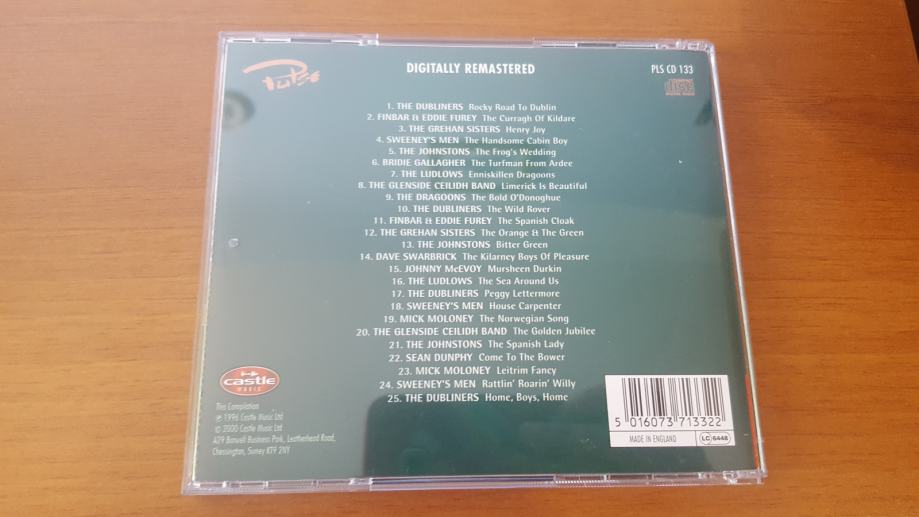 Pulse
DIGITALLY REMASTERED
PLS CD 133
COMPACT disc DIGITAL AUDIO
1. THE DUBLINERS Rocky Road To Dublin
2. FINBAR & EDDIE FUREY The Curragh Of Kildare
3. THE GREHAN SISTERS Henry Joy
4. SWEENEY'S MEN The Handsome Cabin Boy
5. THE JOHNSTONS The Frog's Wedding
6. BRIDIE GALLAGHER The Turfman From Ardee
7. THE LUDLOWS Enniskillen Dragoons
8. THE GLENSIDE CEILIDH BAND Limerick Is Beautiful
9. THE DRAGOONS The Bold O'Donoghue
10. THE DUBLINERS The Wild Rover
11. FINBAR & EDDIE FUREY The Spanish Cloak
12. THE GREHAN SISTERS The Orange & The Green
13. THE JOHNSTONS Bitter Green
14. DAVE SWARBRICK The Kilarney Boys Of Pleasure
15. JOHNNY McEVOY Mursheen Durkin
16. THE LUDLOWS The Sea Around Us
17. THE DUBLINERS Peggy Lettermore
18. SWEENEY'S MEN House Carpenter
19. MICK MOLONEY The Norwegian Song
20. THE GLENSIDE CEILIDH BAND The Golden Jubilee
21. THE JOHNSTONS The Spanish Lady
22. SEAN DUNPHY Come To The Bower
23. MICK MOLONEY Leitrim Fancy
24. SWEENEY'S MEN Rattlin' Roarin' Willy
25. THE DUBLINERS Home, Boys, Home
castle
MUSIC
This Compilation
℗ 1996 Castle Music Ltd
© 2000 Castle Music Ltd
A29 Barwell Business Park, Leatherhead Road,
Chessington, Surrey KT9 2NY
5 016073 713322
MADE IN ENGLAND
LC 6448